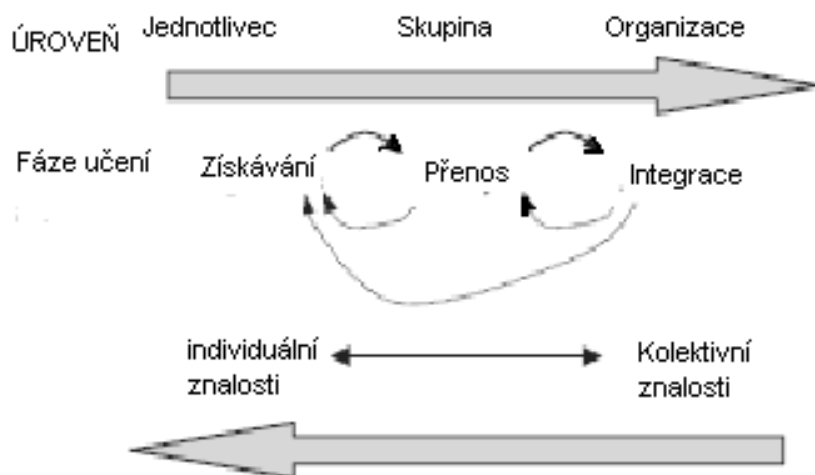 ÚROVEŇ Jednotlivec Skupina Organizace
Fáze učení Získávání Přenos Integrace
individuální Kolektivní
znalosti znalosti